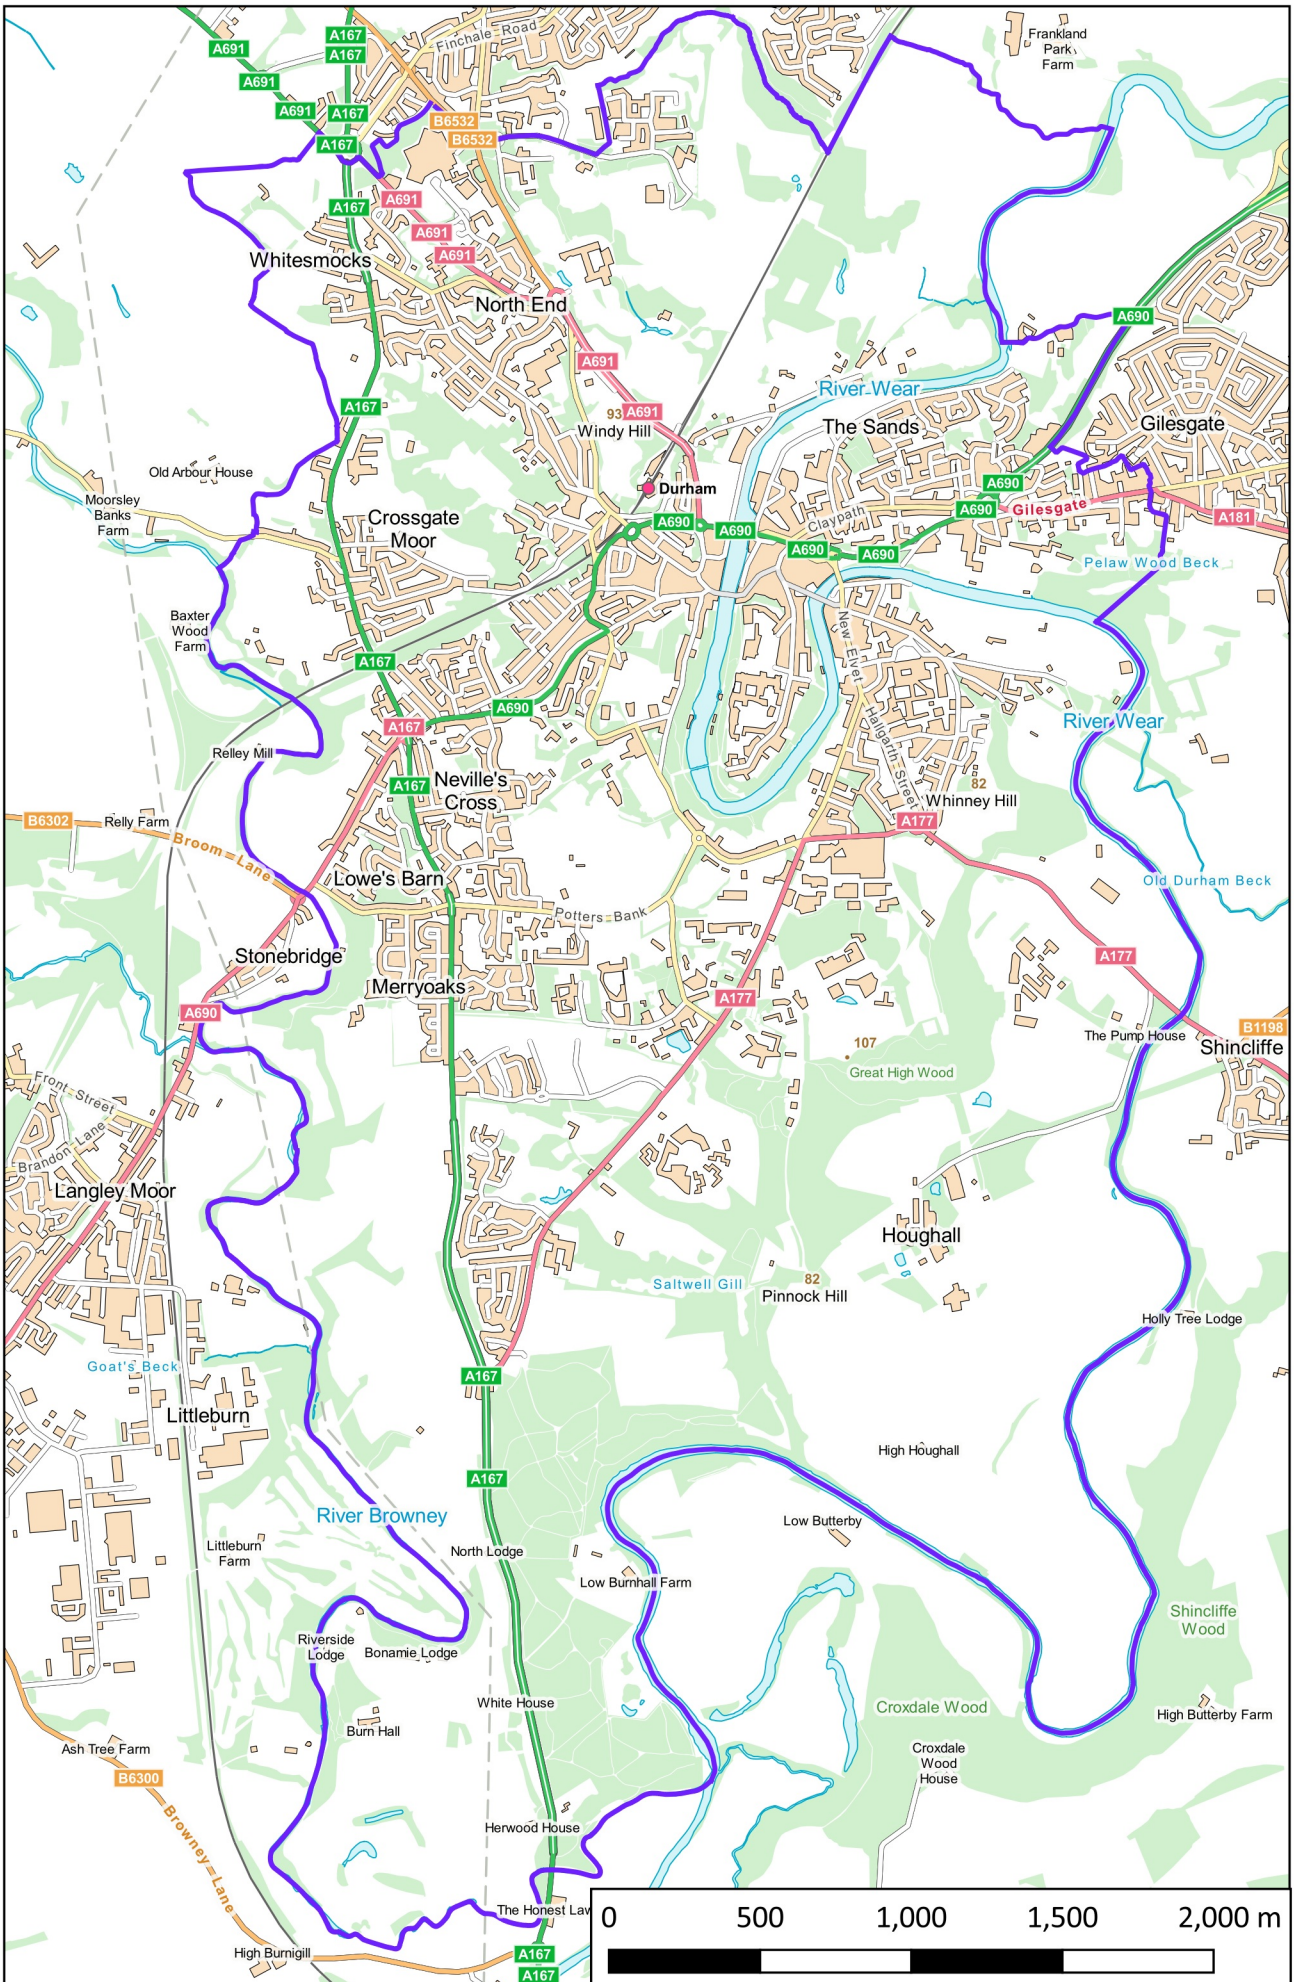 A167
A691
Finchale Road
Frankland
Park
Farm
A167
A691
A691
A167
B6532
B6532
A167
A691
A167
A691
A691
Whitesmocks
North End
A690
A691
River Wear
A167
93
A691
Windy Hill
The Sands
Gilesgate
Old Arbour House
Durham
A690
Moorsley
Banks
Farm
Crossgate
Moor
A690
A690
Claypath
A690
Gilesgate
A181
A690
A690
Pelaw Wood Beck
Baxter
Wood
Farm
New Elvet
A167
A690
A167
Hallgarth Street
River Wear
Relley Mill
A167
Neville's
Cross
82
Whinney Hill
B6302
Relly Farm
Broom Lane
A177
Lowe's Barn
Old Durham Beck
Potters Bank
Stonebridge
A177
Merryoaks
A177
A690
B1198
The Pump House
107
Shincliffe
Great High Wood
Front Street
Brandon Lane
Langley Moor
Houghall
Saltwell Gill
82
Pinnock Hill
Holly Tree Lodge
Goat's Beck
A167
Littleburn
High Houghall
A167
River Browney
Low Butterby
Littleburn
Farm
North Lodge
Low Burnhall Farm
Shincliffe
Wood
Riverside
Lodge
Bonamie Lodge
White House
Croxdale Wood
High Butterby Farm
Burn Hall
Ash Tree Farm
Croxdale
Wood
House
B6300
Browney Lane
Herwood House
The Honest Law
0 500 1,000 1,500 2,000 m
High Burnigill
A167
A167